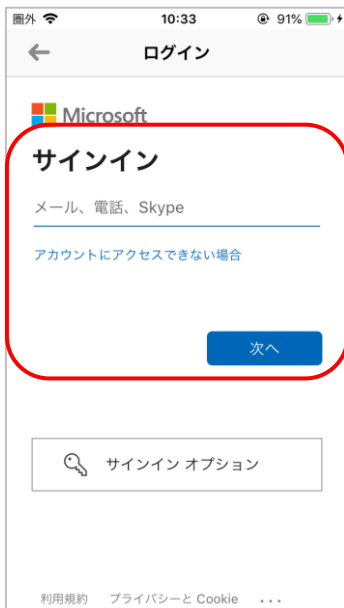 圏外 10:33 91%
ログイン
Microsoft
サインイン
メール、電話、Skype
アカウントにアクセスできない場合
次へ
サインイン オプション
利用規約 プライバシーと Cookie ...